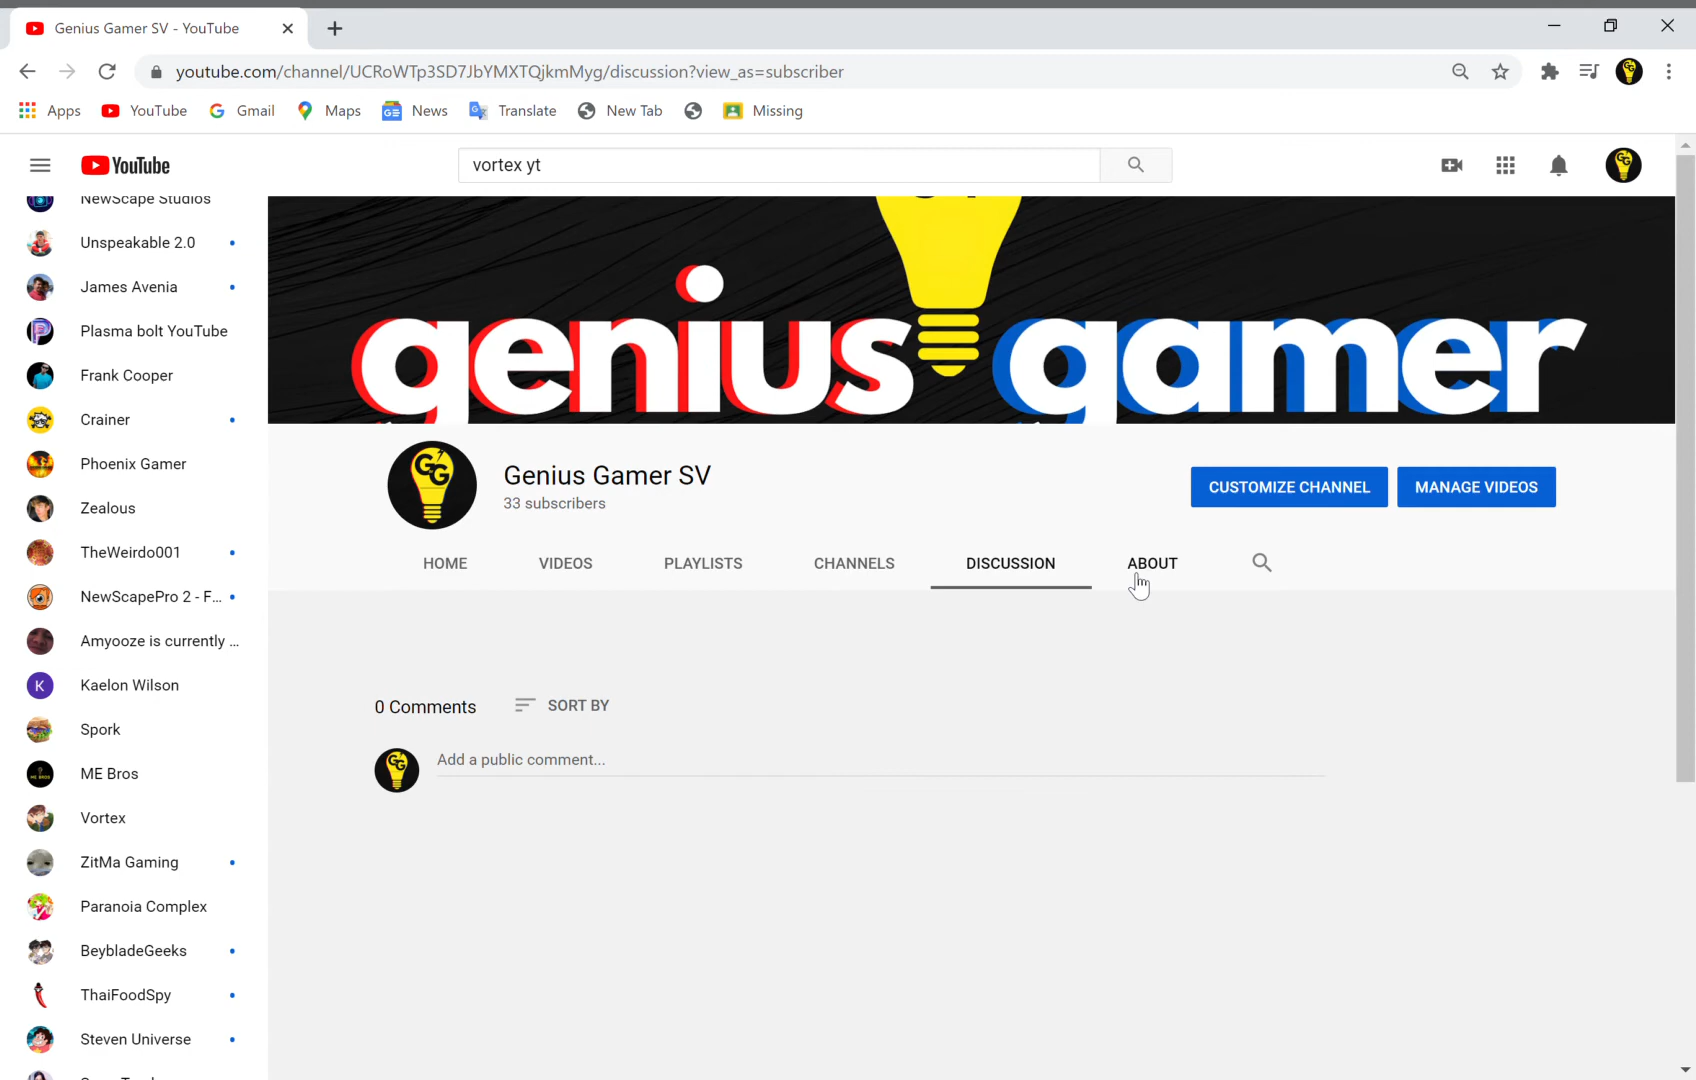 Genius Gamer SV - YouTube
youtube.com/channel/UCRoWTp3SD7JbYMXTQjkmMyg/discussion?view_as=subscriber
Apps YouTube Gmail Maps News Translate New Tab Missing
YouTube
vortex yt
NewScape Studios
Unspeakable 2.0
James Avenia
Plasma bolt YouTube
Frank Cooper
Crainer
Phoenix Gamer
Zealous
TheWeirdo001
NewScapePro 2 - F...
Amyooze is currently ...
K Kaelon Wilson
Spork
ME Bros
Vortex
ZitMa Gaming
Paranoia Complex
BeybladeGeeks
ThaiFoodSpy
Steven Universe
genius gamer
GG
Genius Gamer SV
33 subscribers
CUSTOMIZE CHANNEL MANAGE VIDEOS
HOME VIDEOS PLAYLISTS CHANNELS DISCUSSION ABOUT
0 Comments SORT BY
Add a public comment...